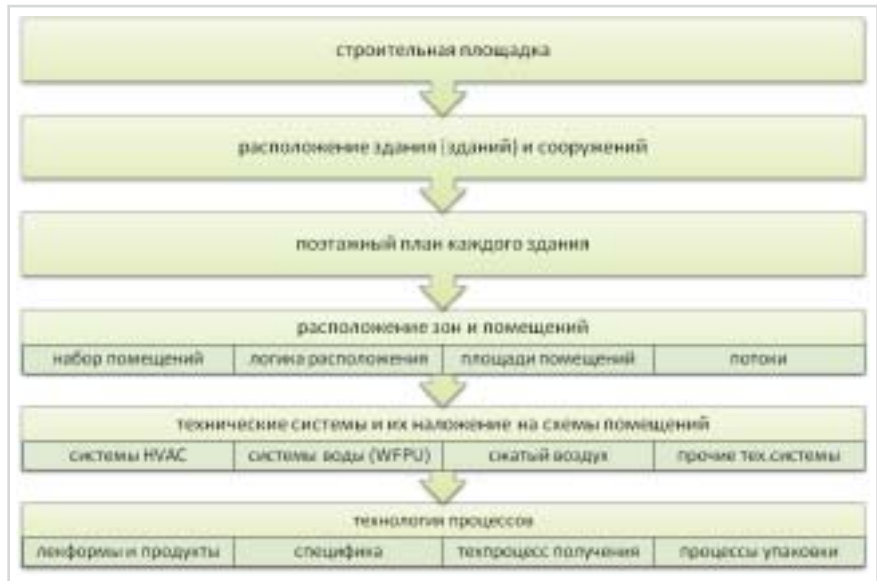 строительная площадка
расположение здания (зданий) и сооружений
поэтажный план каждого здания
расположение зон и помещений
набор помещений логика расположения площади помещений потоки
технические системы и их наложение на схемы помещений
системы HVAC системы воды (WFPU) сжатый воздух прочие тех.системы
технология процессов
лекформы и продукты специфика техпроцесс получения процессы упаковки